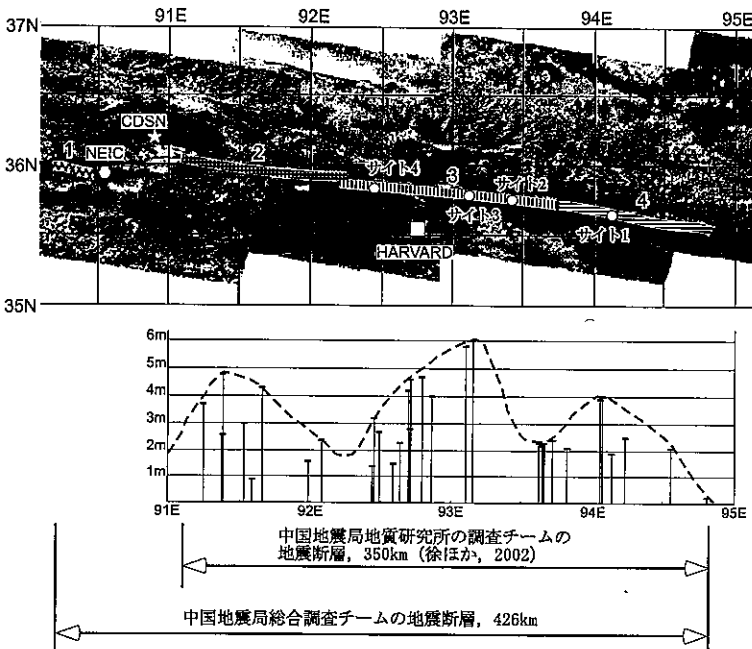 91E 92E 93E 94E 95E
37N
CDSN
1 NEIC 2 サイト4 3 サイト2 4
36N
サイト3 サイト1
HARVARD
35N
6m
5m
4m
3m
2m
1m
91E 92E 93E 94E 95E
中国地震局地質研究所の調査チームの
地震断層，350km（徐ほか，2002）
中国地震局総合調査チームの地震断層，426km